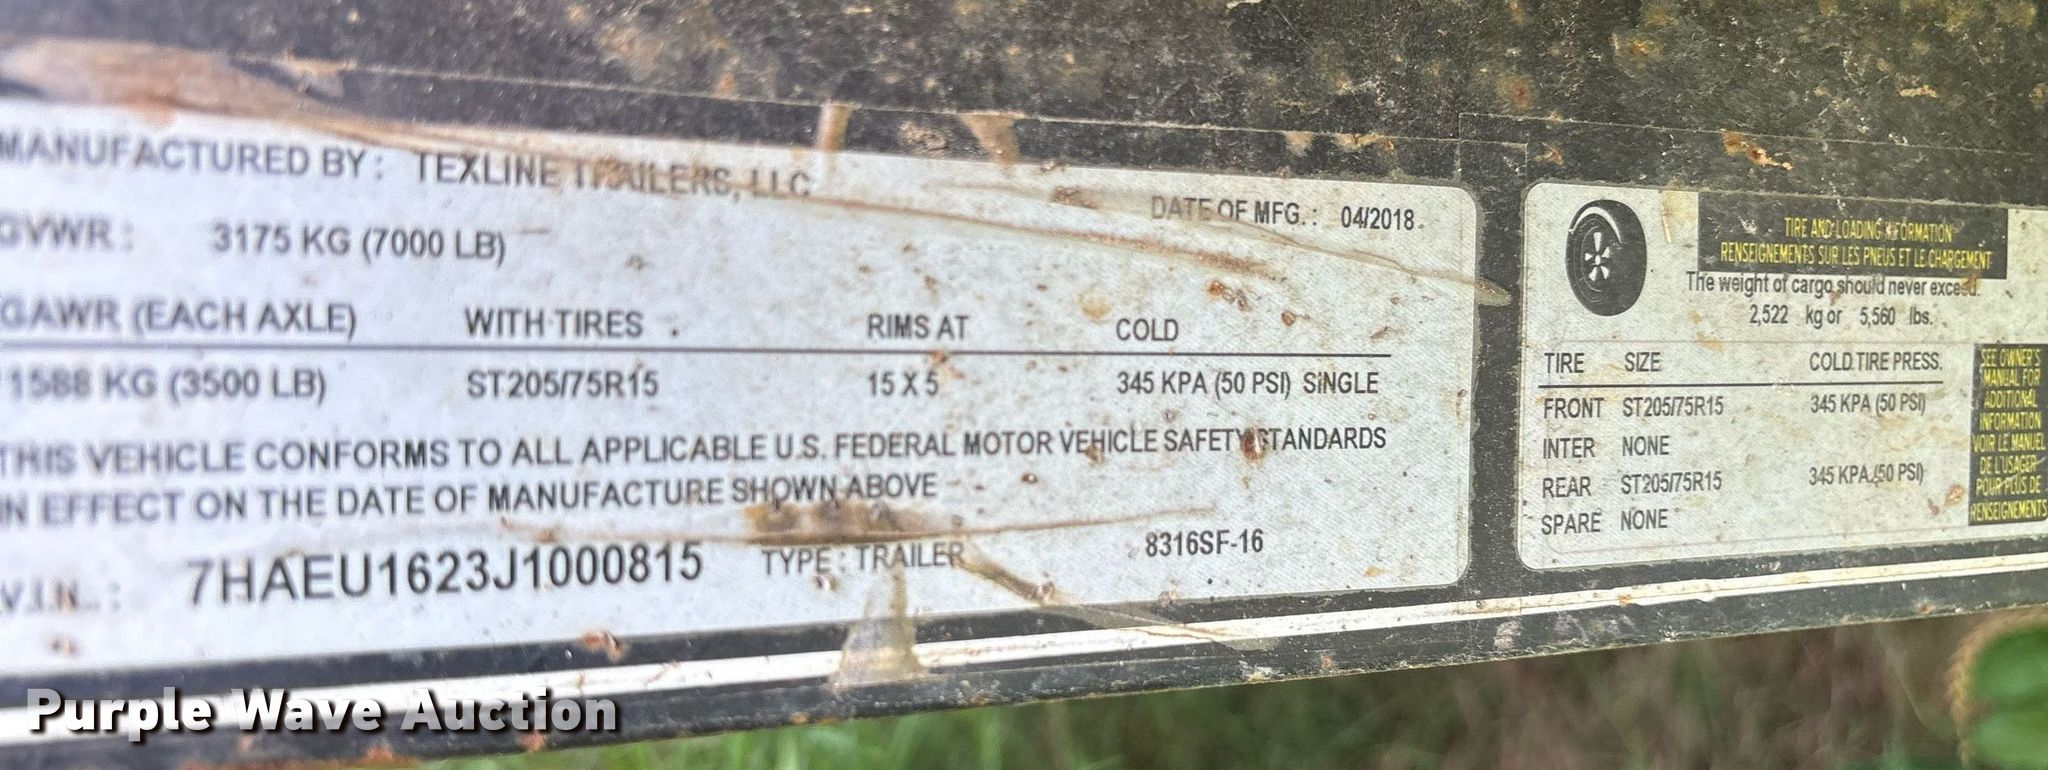 MANUFACTURED BY: TEXLINE TRAILERS, LLC
DATE OF MFG.: 04/2018
GVWR: 3175 KG (7000 LB)
GAWR (EACH AXLE) WITH TIRES RIMS AT COLD
1588 KG (3500 LB) ST205/75R15 15 X 5 345 KPA (50 PSI) SINGLE
THIS VEHICLE CONFORMS TO ALL APPLICABLE U.S. FEDERAL MOTOR VEHICLE SAFETY STANDARDS
IN EFFECT ON THE DATE OF MANUFACTURE SHOWN ABOVE
V.I.N.: 7HAEU1623J1000815 TYPE: TRAILER 8316SF-16
TIRE AND LOADING INFORMATION
RENSEIGNEMENTS SUR LES PNEUS ET LE CHARGEMENT
The weight of cargo should never exceed.
2,522 kg or 5,560 lbs.
TIRE SIZE COLD TIRE PRESS.
FRONT ST205/75R15 345 KPA (50 PSI)
INTER NONE
REAR ST205/75R15 345 KPA (50 PSI)
SPARE NONE
SEE OWNER'S
MANUAL FOR
ADDITIONAL
INFORMATION
VOIR LE MANUEL
DE L'USAGER
POUR PLUS DE
RENSEIGNEMENTS
Purple Wave Auction